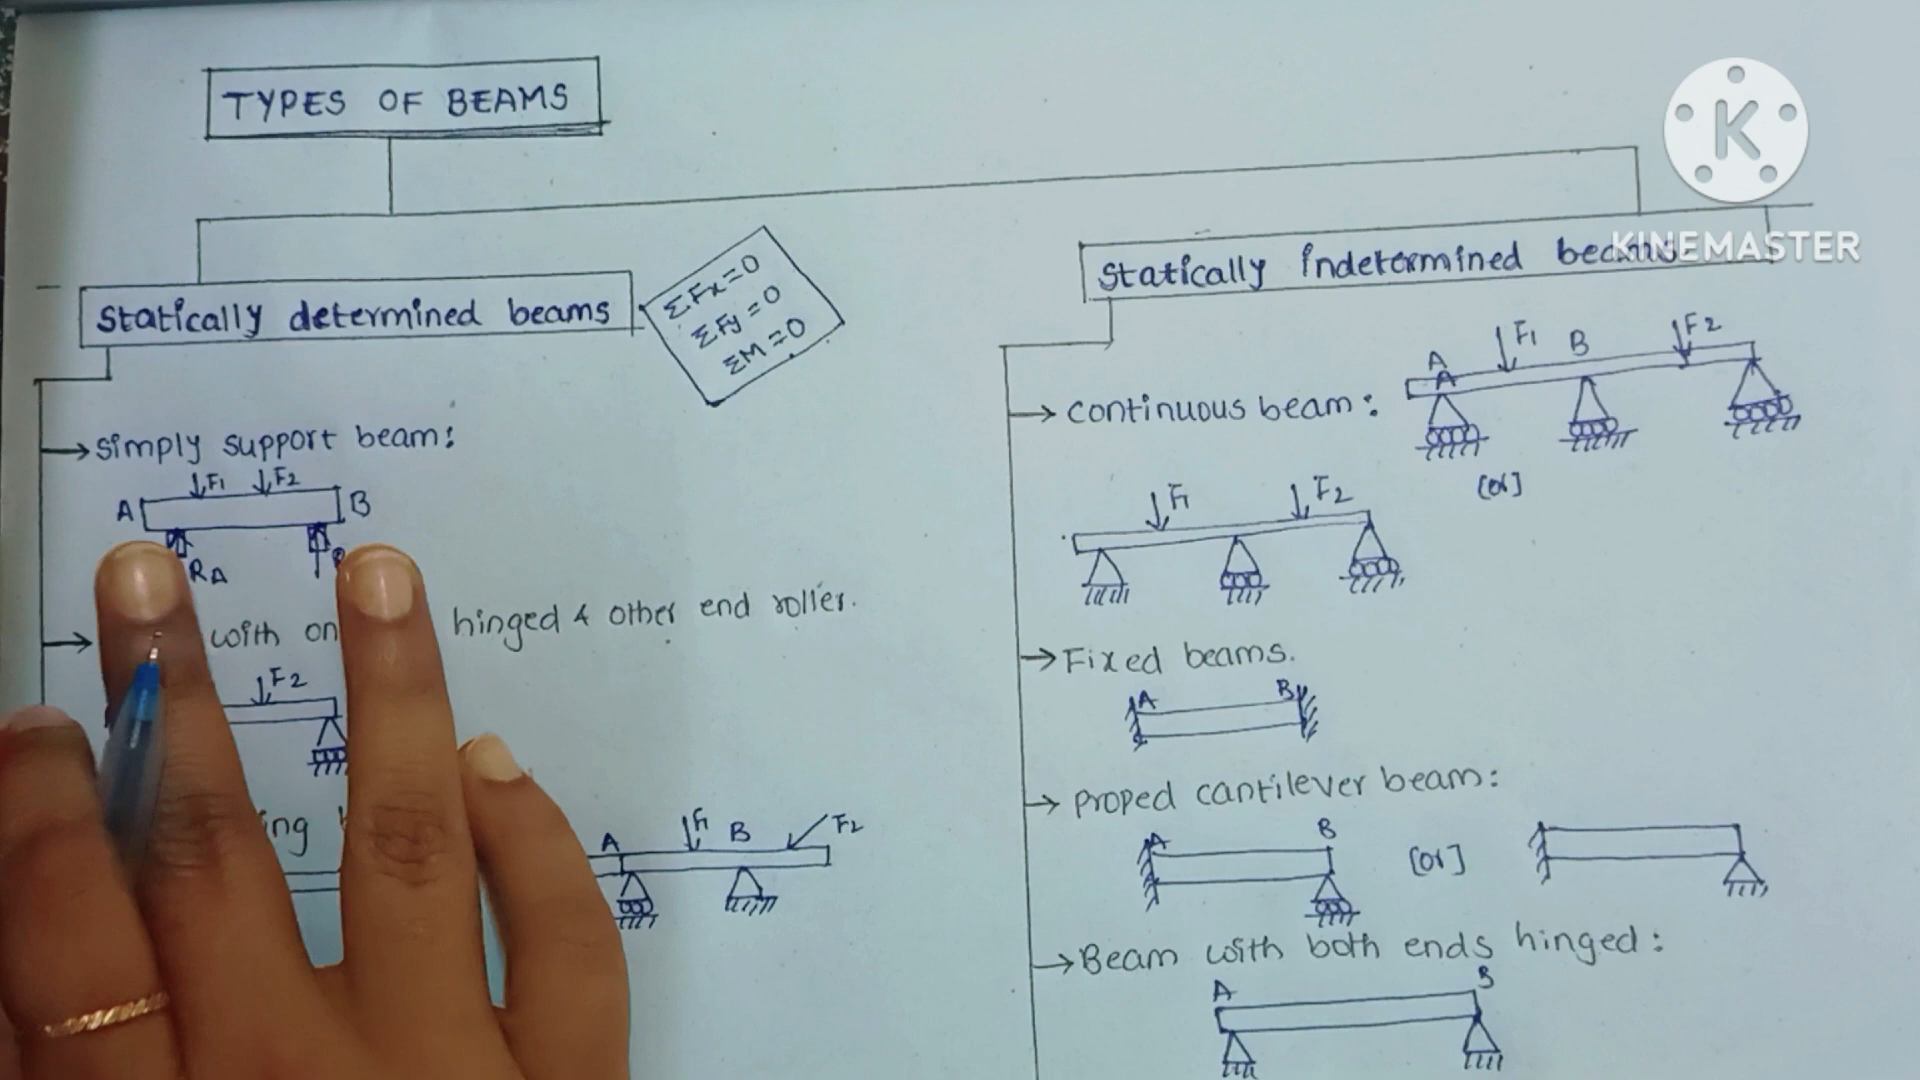 TYPES OF BEAMS
K
KINEMASTER
Statically determined beams
ΣFx=0
ΣFy=0
ΣM=0
→simply support beam:
↓F1 ↓F2
A B
RA
→ with hinged & other end roller.
↓F2
A ↓F1 B F2
Statically indetermined beams
→ continuous beam:
A ↓F1 B ↓F2
A
[or]
↓F1 ↓F2
→Fixed beams.
A B
→ proped cantilever beam:
A B [or]
→Beam with both ends hinged:
A B